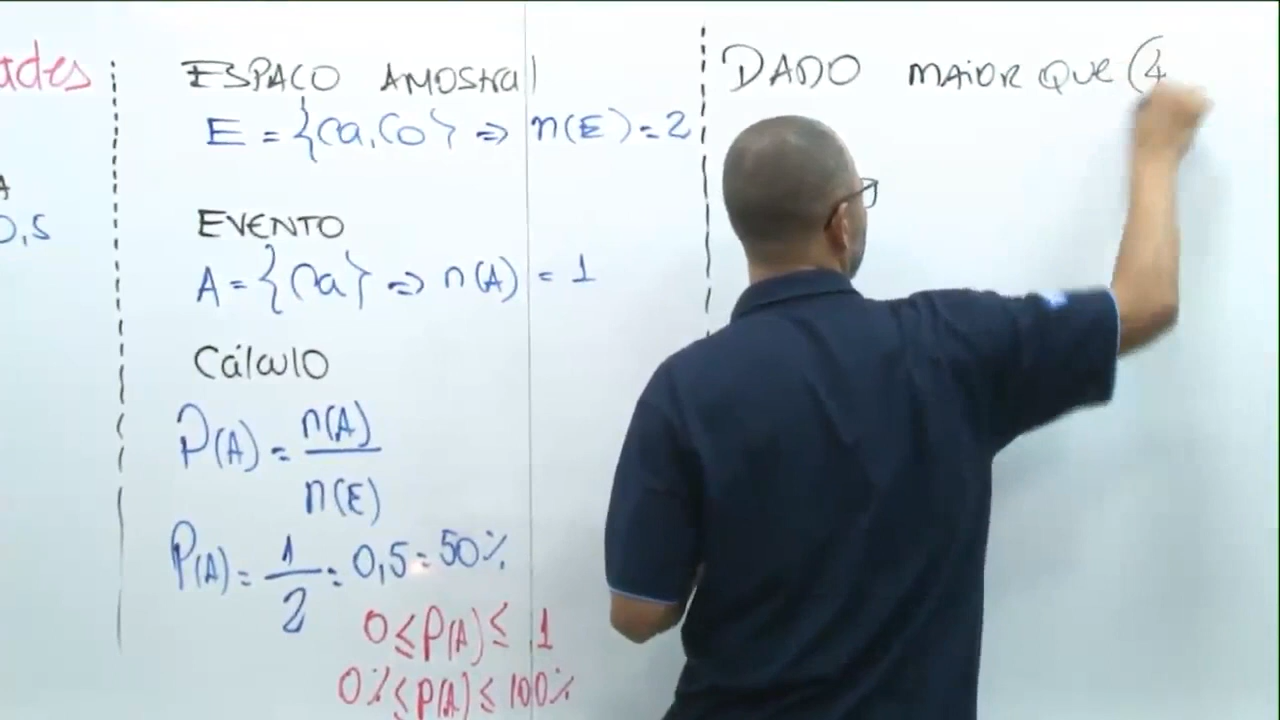 ades
A
0,5
ESPACO AMOSTRAL
E = {Ca,Co} => n(E) = 2
EVENTO
A = {Ca} => n(A) = 1
Cálculo
P(A) = n(A)
n(E)
P(A) = 1 = 0,5 = 50%
2
0 ≤ P(A) ≤ 1
0% ≤ P(A) ≤ 100%
DADO MAiOR QUE (4